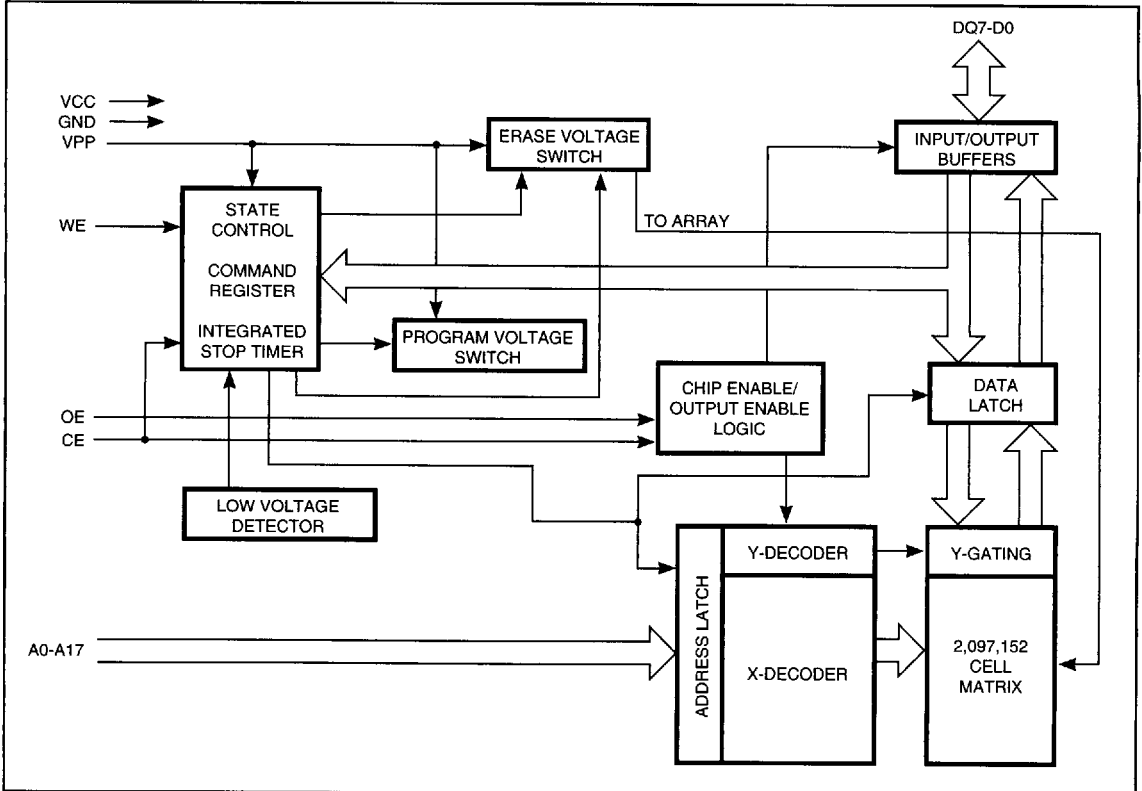 DQ7-D0
VCC
GND
VPP
ERASE VOLTAGE
SWITCH
INPUT/OUTPUT
BUFFERS
WE
STATE
CONTROL
COMMAND
REGISTER
INTEGRATED
STOP TIMER
TO ARRAY
PROGRAM VOLTAGE
SWITCH
OE
CE
CHIP ENABLE/
OUTPUT ENABLE
LOGIC
DATA
LATCH
LOW VOLTAGE
DETECTOR
ADDRESS LATCH
Y-DECODER
Y-GATING
A0-A17
X-DECODER
2,097,152
CELL
MATRIX